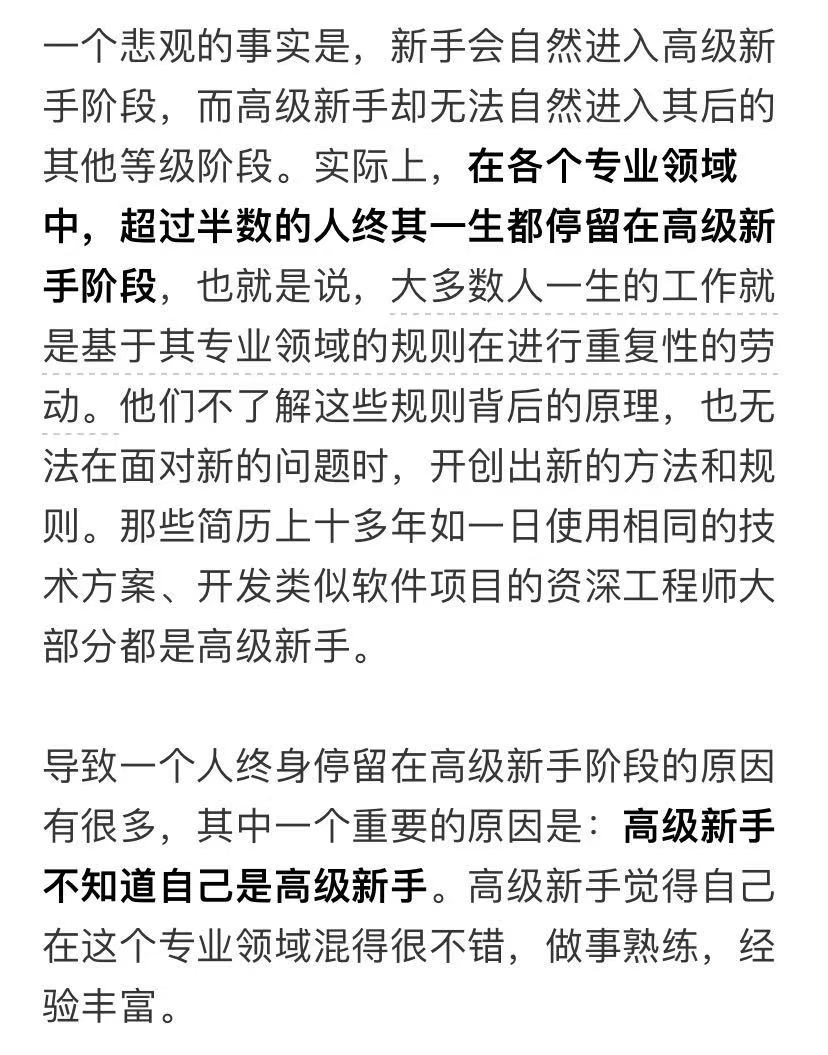 一个悲观的事实是，新手会自然进入高级新
手阶段，而高级新手却无法自然进入其后的
其他等级阶段。实际上，在各个专业领域
中，超过半数的人终其一生都停留在高级新
手阶段，也就是说，大多数人一生的工作就
是基于其专业领域的规则在进行重复性的劳
动。他们不了解这些规则背后的原理，也无
法在面对新的问题时，开创出新的方法和规
则。那些简历上十多年如一日使用相同的技
术方案、开发类似软件项目的资深工程师大
部分都是高级新手。
导致一个人终身停留在高级新手阶段的原因
有很多，其中一个重要的原因是：高级新手
不知道自己是高级新手。高级新手觉得自己
在这个专业领域混得很不错，做事熟练，经
验丰富。